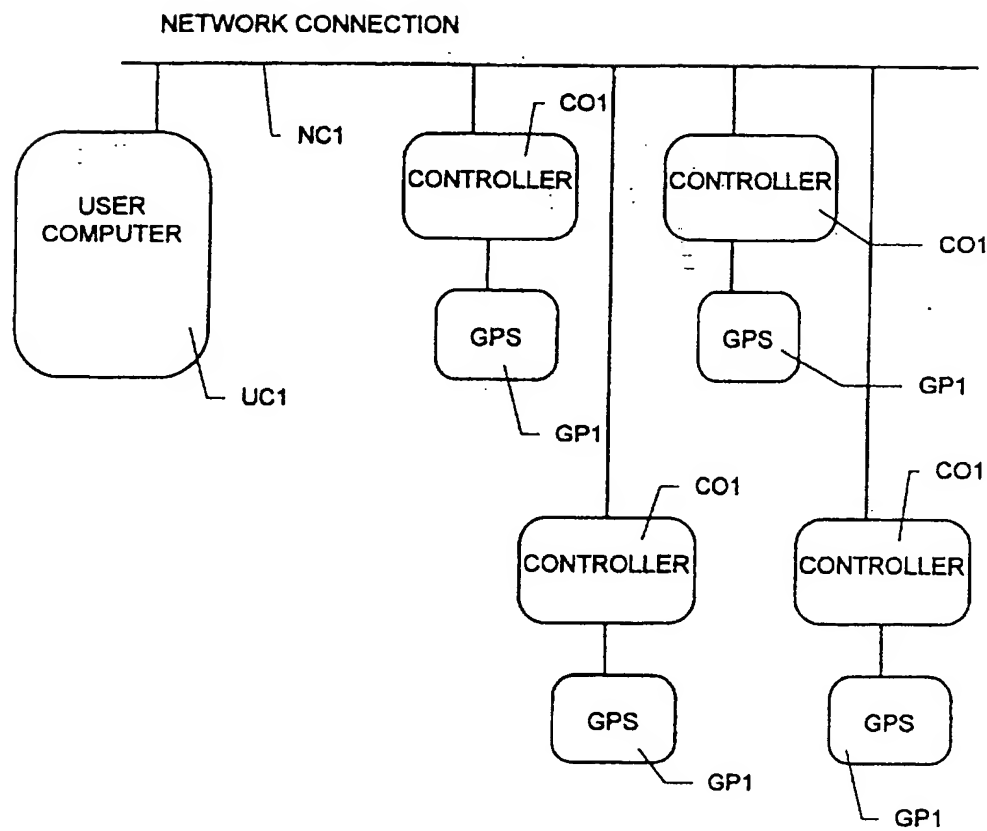 NETWORK CONNECTION
NC1
CO1
USER
COMPUTER
CONTROLLER
CONTROLLER
CO1
GPS
GPS
UC1
GP1
GP1
CO1
CO1
CONTROLLER
CONTROLLER
GPS
GPS
GP1
GP1